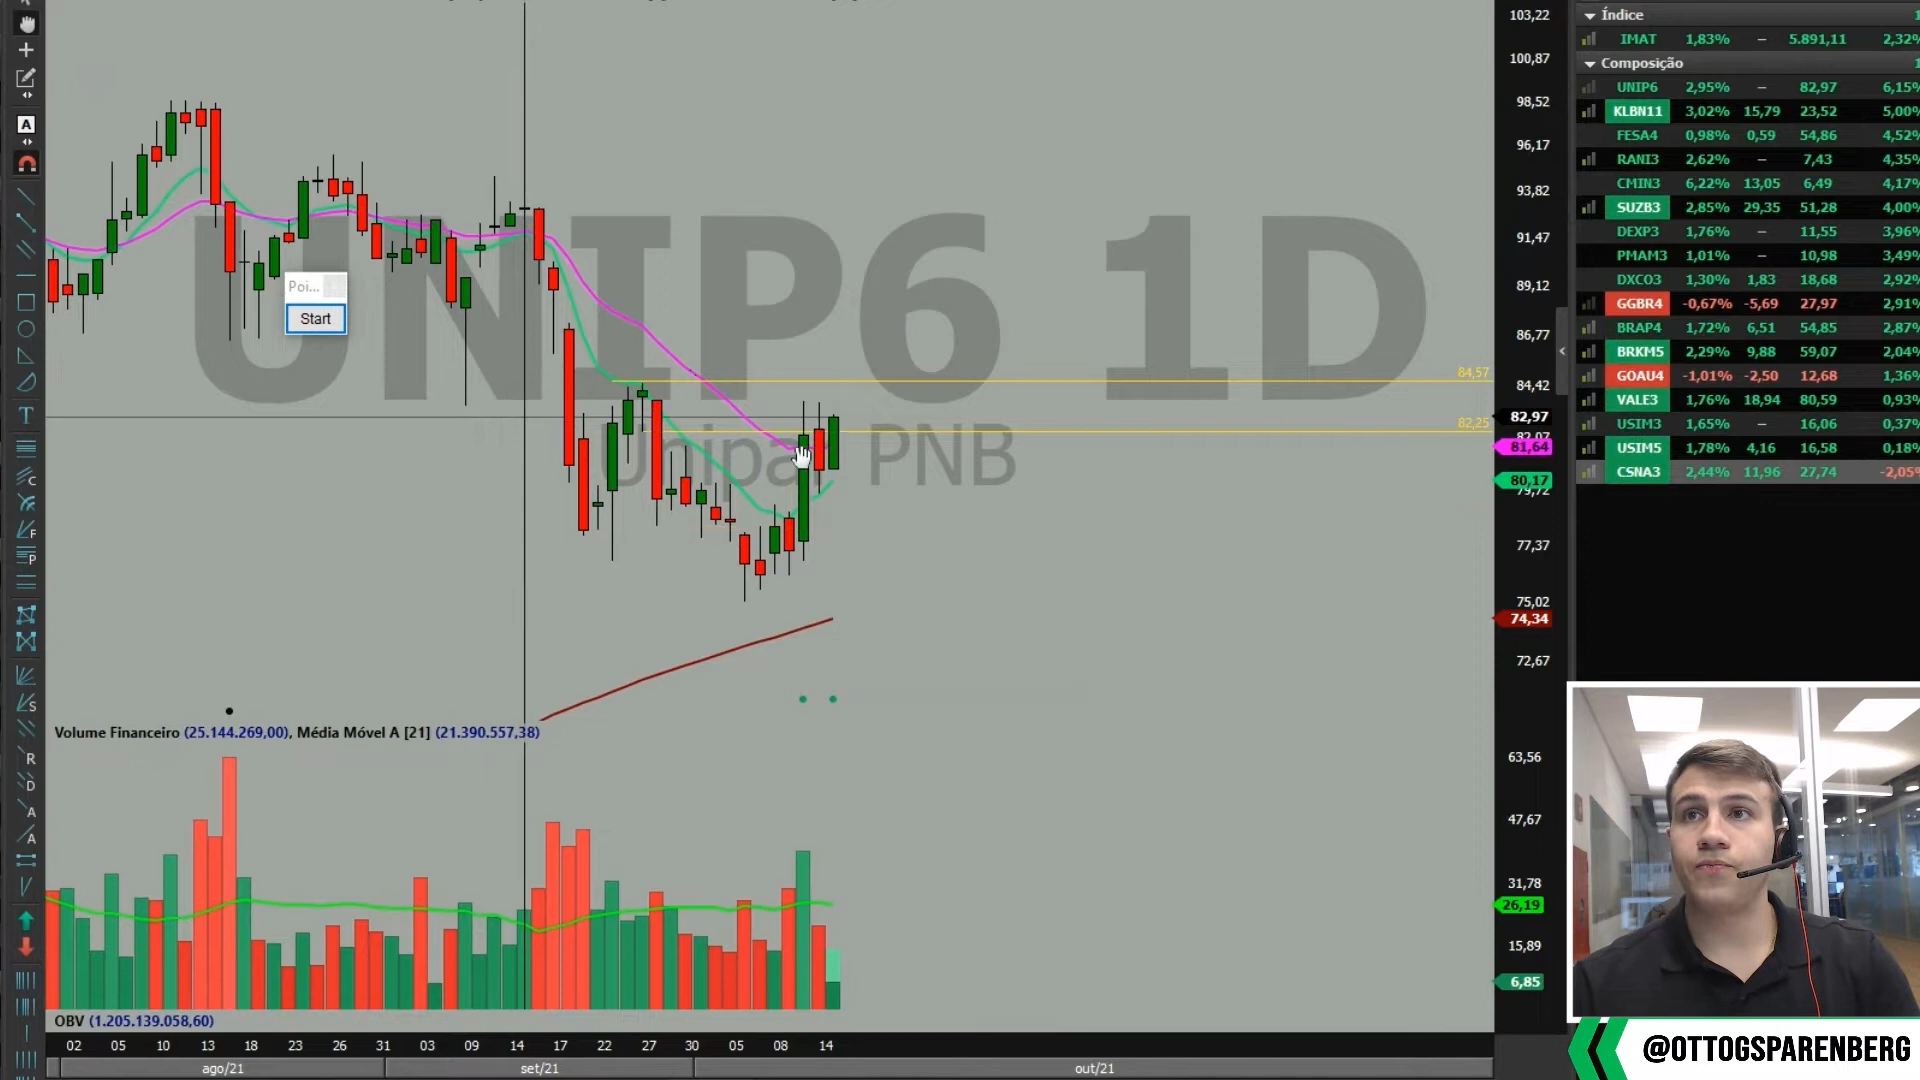 103,22
100,87
98,52
96,17
93,82
91,47
89,12
86,77
84,42
82,97
81,64
80,17
79,72
77,37
75,02
74,34
72,67
84,57
82,25
UNIP6 1D
Unipar PNB
Poi...
Start
Volume Financeiro (25.144.269,00), Média Móvel A [21] (21.390.557,38)
63,56
47,67
31,78
26,19
15,89
6,85
OBV (1.205.139.058,60)
02 05 10 13 18 23 26 31 03 09 14 17 22 27 30 05 08 14
ago/21 set/21 out/21
Índice
IMAT 1,83% – 5.891,11 2,32%
Composição
UNIP6 2,95% – 82,97 6,15%
KLBN11 3,02% 15,79 23,52 5,00%
FESA4 0,98% 0,59 54,86 4,52%
RANI3 2,62% – 7,43 4,35%
CMIN3 6,22% 13,05 6,49 4,17%
SUZB3 2,85% 29,35 51,28 4,00%
DEXP3 1,76% – 11,55 3,96%
PMAM3 1,01% – 10,98 3,49%
DXCO3 1,30% 1,83 18,68 2,92%
GGBR4 -0,67% -5,69 27,97 2,91%
BRAP4 1,72% 6,51 54,85 2,87%
BRKM5 2,29% 9,88 59,07 2,04%
GOAU4 -1,01% -2,50 12,68 1,36%
VALE3 1,76% 18,94 80,59 0,93%
USIM3 1,65% – 16,06 0,37%
USIM5 1,78% 4,16 16,58 0,18%
CSNA3 2,44% 11,96 27,74 -2,05%
@OTTOGSPARENBERG